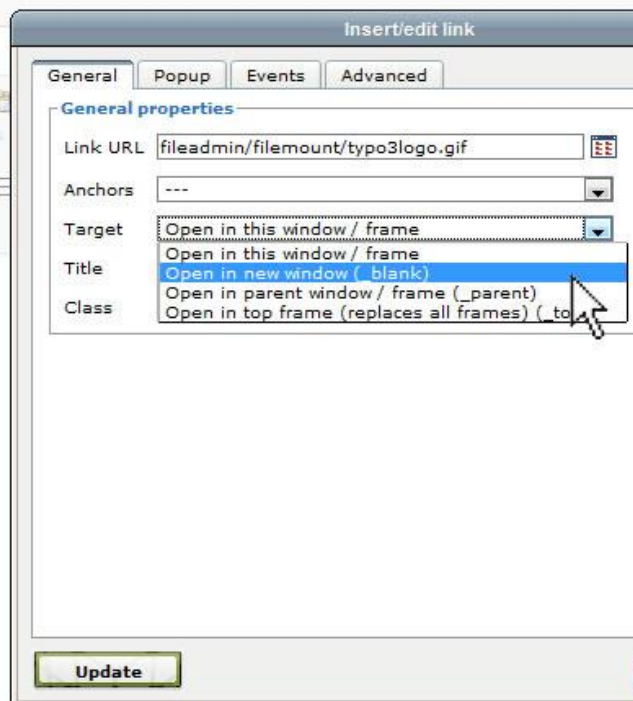 Insert/edit link
General Popup Events Advanced
General properties
Link URL fileadmin/filemount/typo3logo.gif
Anchors ---
Target Open in this window / frame
Open in this window / frame
Title
Open in new window (_blank)
Open in parent window / frame (_parent)
Class
Open in top frame (replaces all frames)
Update